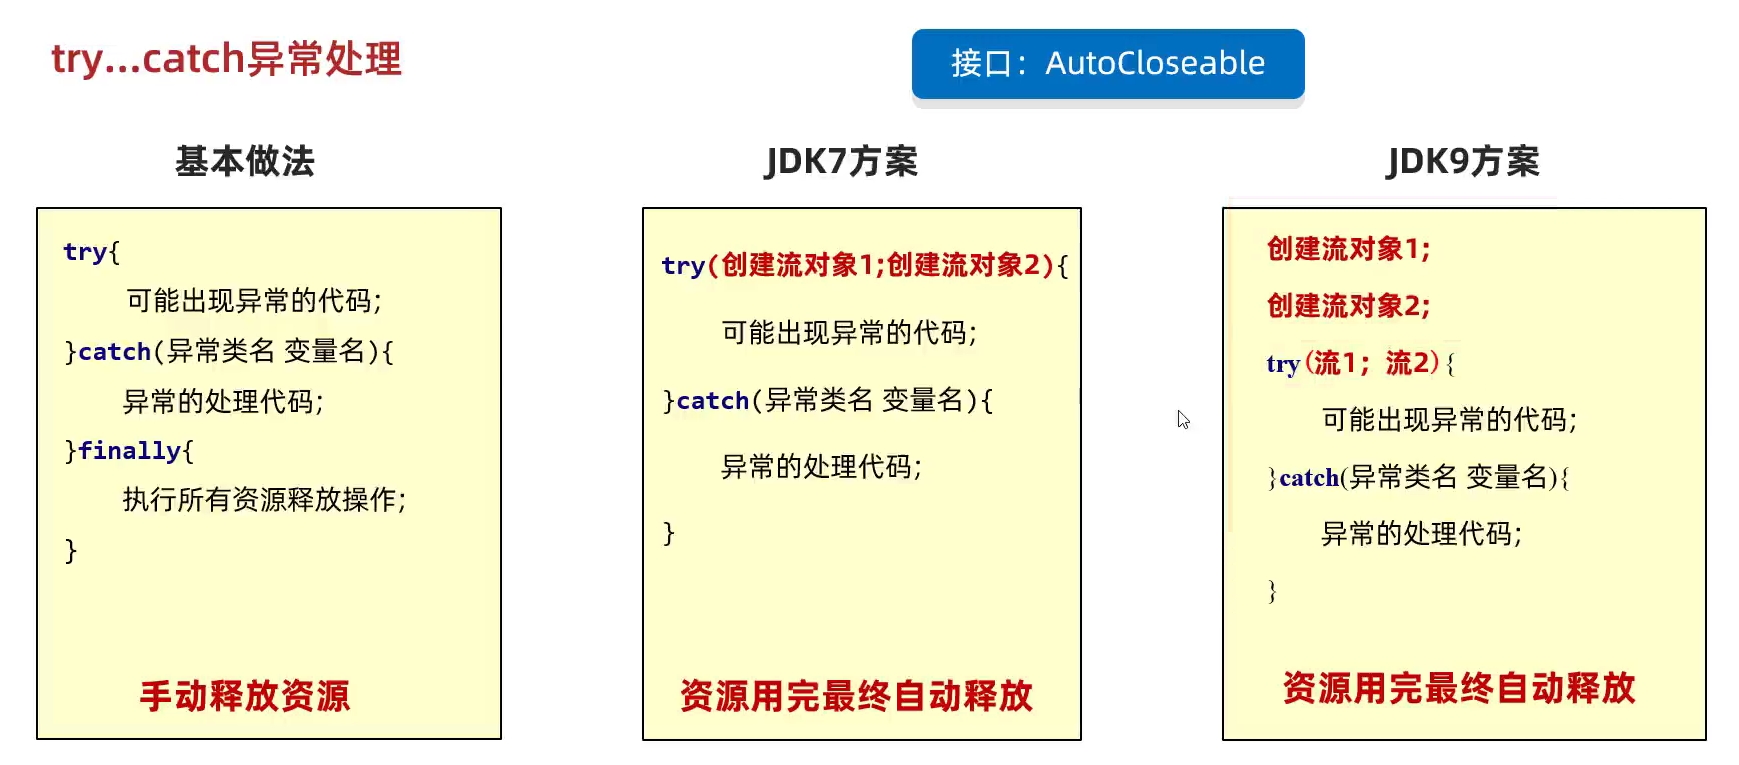 try...catch异常处理
接口：AutoCloseable
基本做法
try{
可能出现异常的代码;
}catch(异常类名 变量名){
异常的处理代码;
}finally{
执行所有资源释放操作;
}
手动释放资源
JDK7方案
try(创建流对象1;创建流对象2){
可能出现异常的代码;
}catch(异常类名 变量名){
异常的处理代码;
}
资源用完最终自动释放
JDK9方案
创建流对象1;
创建流对象2;
try(流1；流2){
可能出现异常的代码;
}catch(异常类名 变量名){
异常的处理代码;
}
资源用完最终自动释放